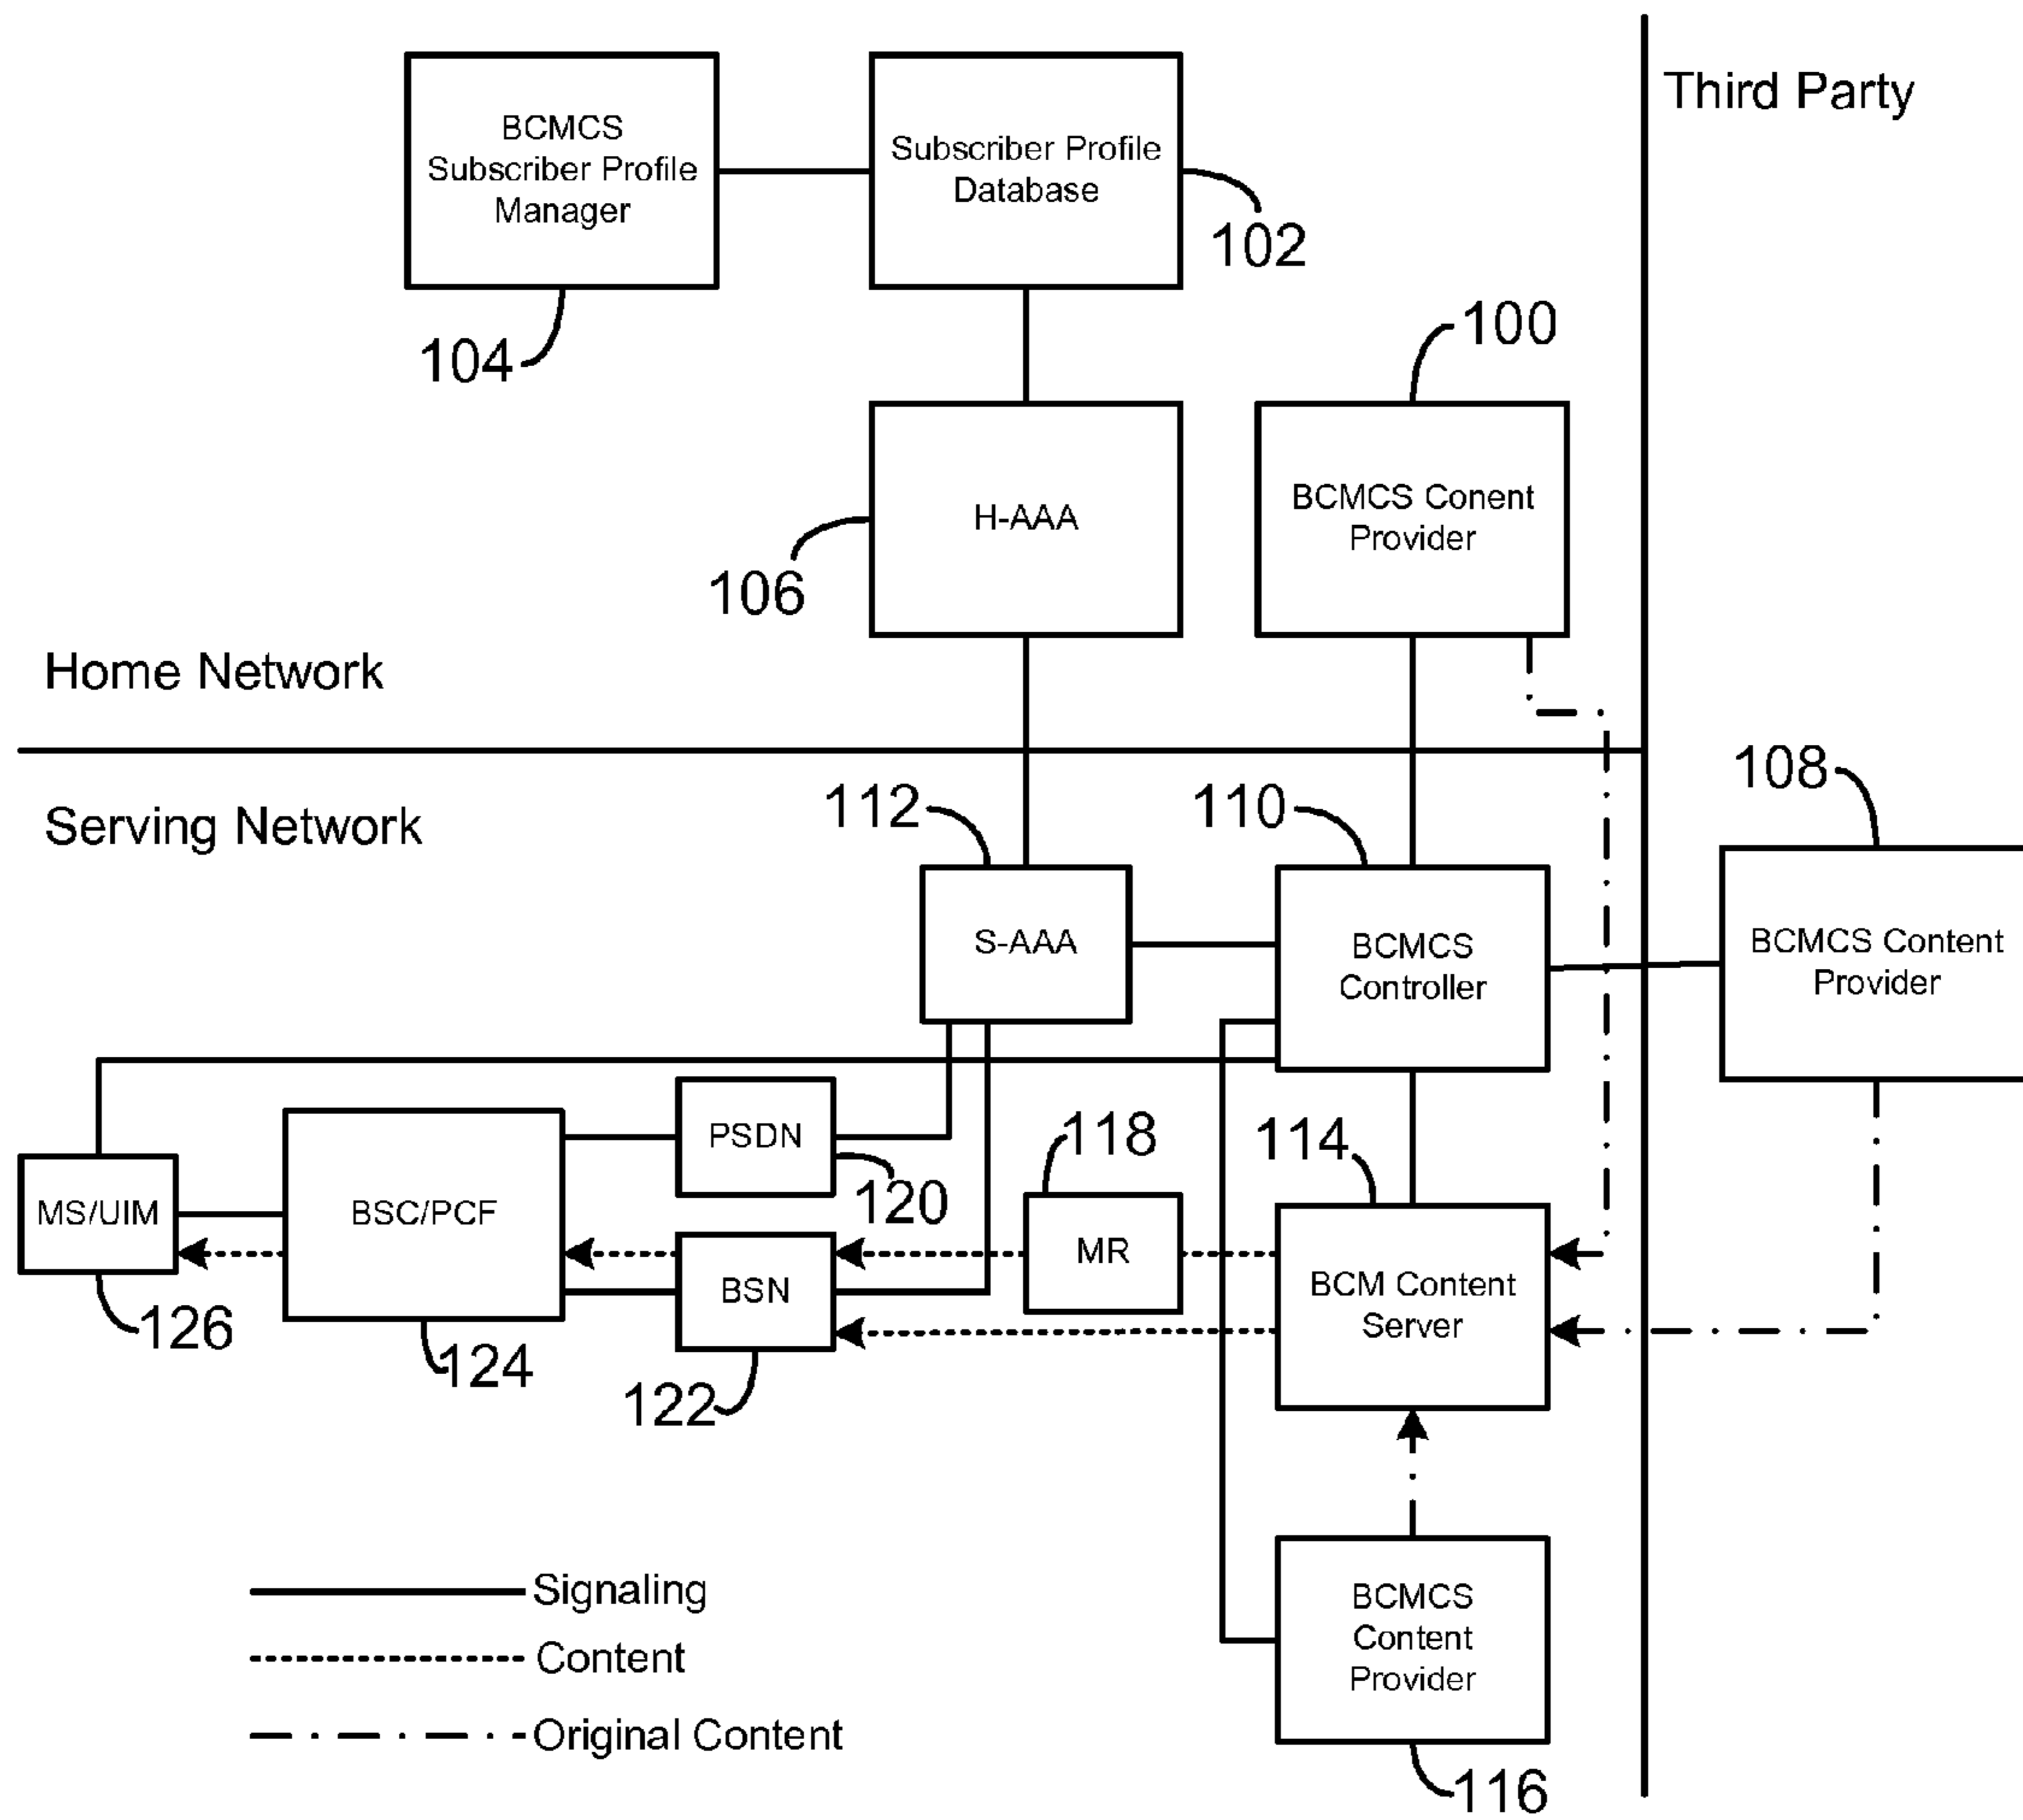 Third Party
BCMCS
Subscriber Profile
Manager
Subscriber Profile
Database
102
104
100
H-AAA
BCMCS Conent
Provider
106
Home Network
Serving Network
112
110
108
S-AAA
BCMCS
Controller
BCMCS Content
Provider
PSDN
118
114
120
MS/UIM
BSC/PCF
MR
BSN
BCM Content
Server
126
124
122
Signaling
Content
Original Content
BCMCS
Content
Provider
116